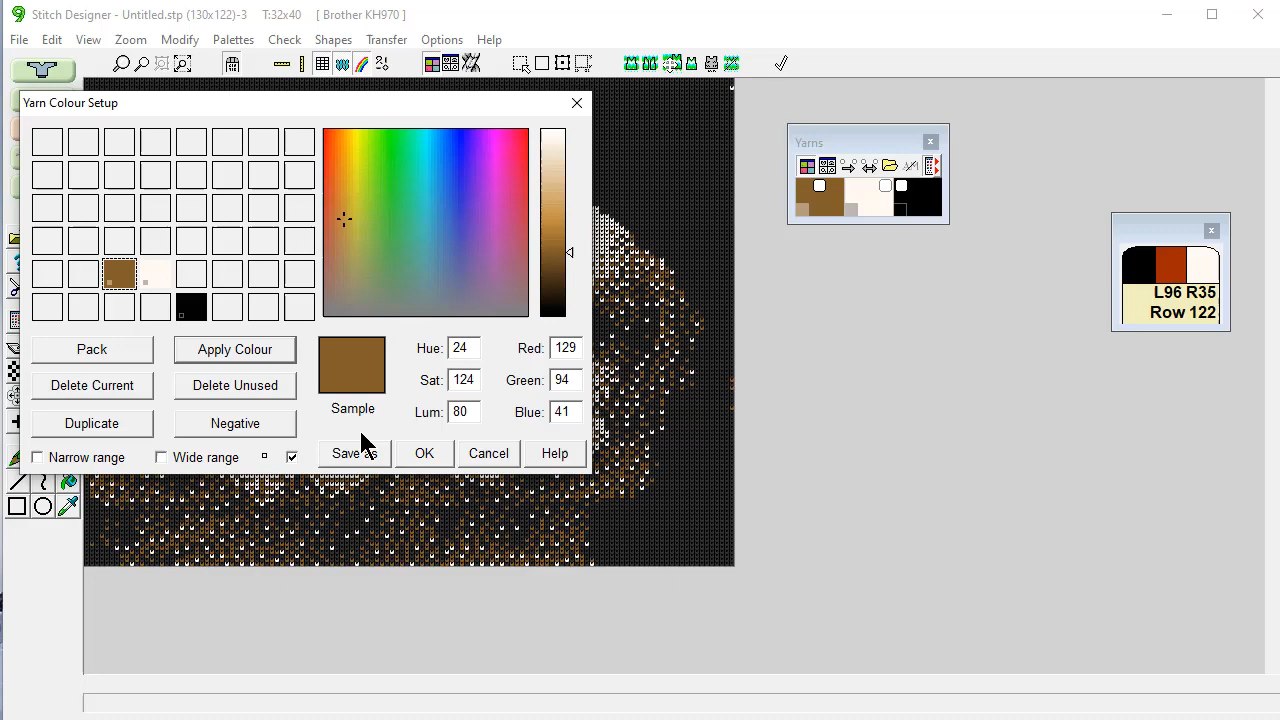 Stitch Designer - Untitled.stp (130x122)-3 T:32x40 [ Brother KH970 ]
File Edit View Zoom Modify Palettes Check Shapes Transfer Options Help
Yarn Colour Setup
Yarns
L96 R35
Row 122
Pack Apply Colour Hue: 24 Red: 129
Delete Current Delete Unused Sat: 124 Green: 94
Sample Lum: 80 Blue: 41
Duplicate Negative
Narrow range Wide range Save as OK Cancel Help